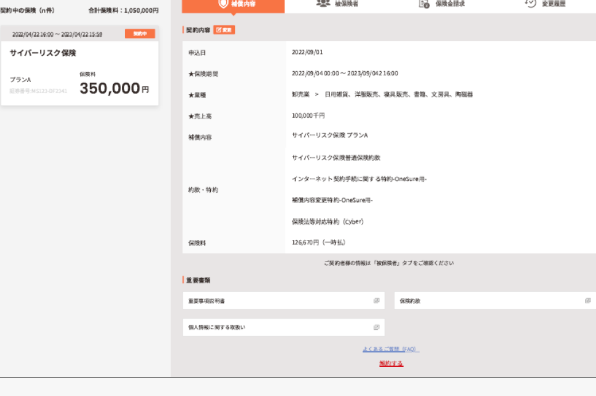 契約中の保険(n件)
合計保険料：1,050,000円
補償内容
被保険者
保険金請求
変更履歴
2022/04/22 16:00 ～ 2023/04/22 15:59
契約中
サイバーリスク保険
プランA
保険料
350,000円
契約内容
変更
申込日
2022/09/01
★保険期間
2022/09/04 00:00 ～ 2023/09/042 16:00
★業種
卸売業 > 日用雑貨、洋服販売、寝具販売、書籍、文房具、陶磁器
★売上高
100,000千円
補償内容
サイバーリスク保険 プランA
約款・特約
サイバーリスク保険普通保険約款
インターネット契約手続に関する特約-OneSure用-
補償内容変更特約-OneSure用-
保険法等対応特約（Cyber）
保険料
126,670円（一時払）
ご契約者様の情報は「被保険者」タブをご確認ください
重要書類
重要事項説明書
保険約款
個人情報に関する取扱い
よくあるご質問（FAQ）
解約する